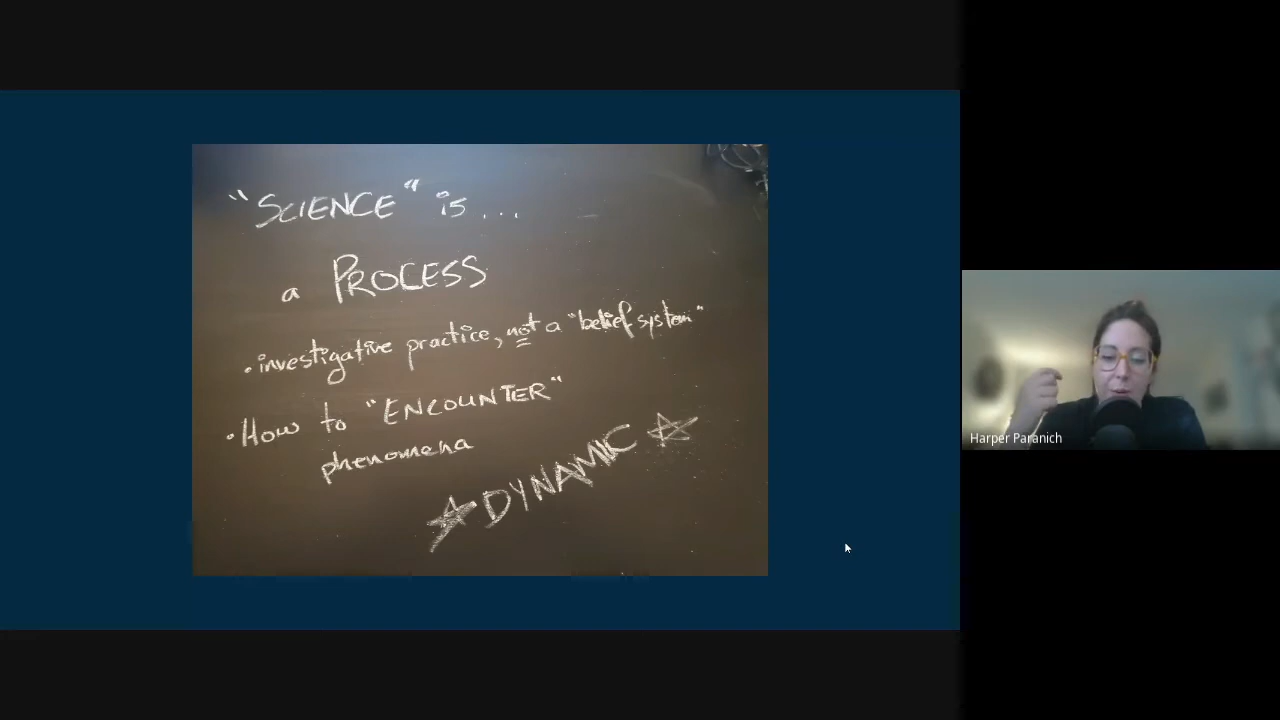 "SCIENCE" is...
a PROCESS
• investigative practice, not a "belief system"
• How to "ENCOUNTER"
phenomena
☆ DYNAMIC ☆
Harper Paranich